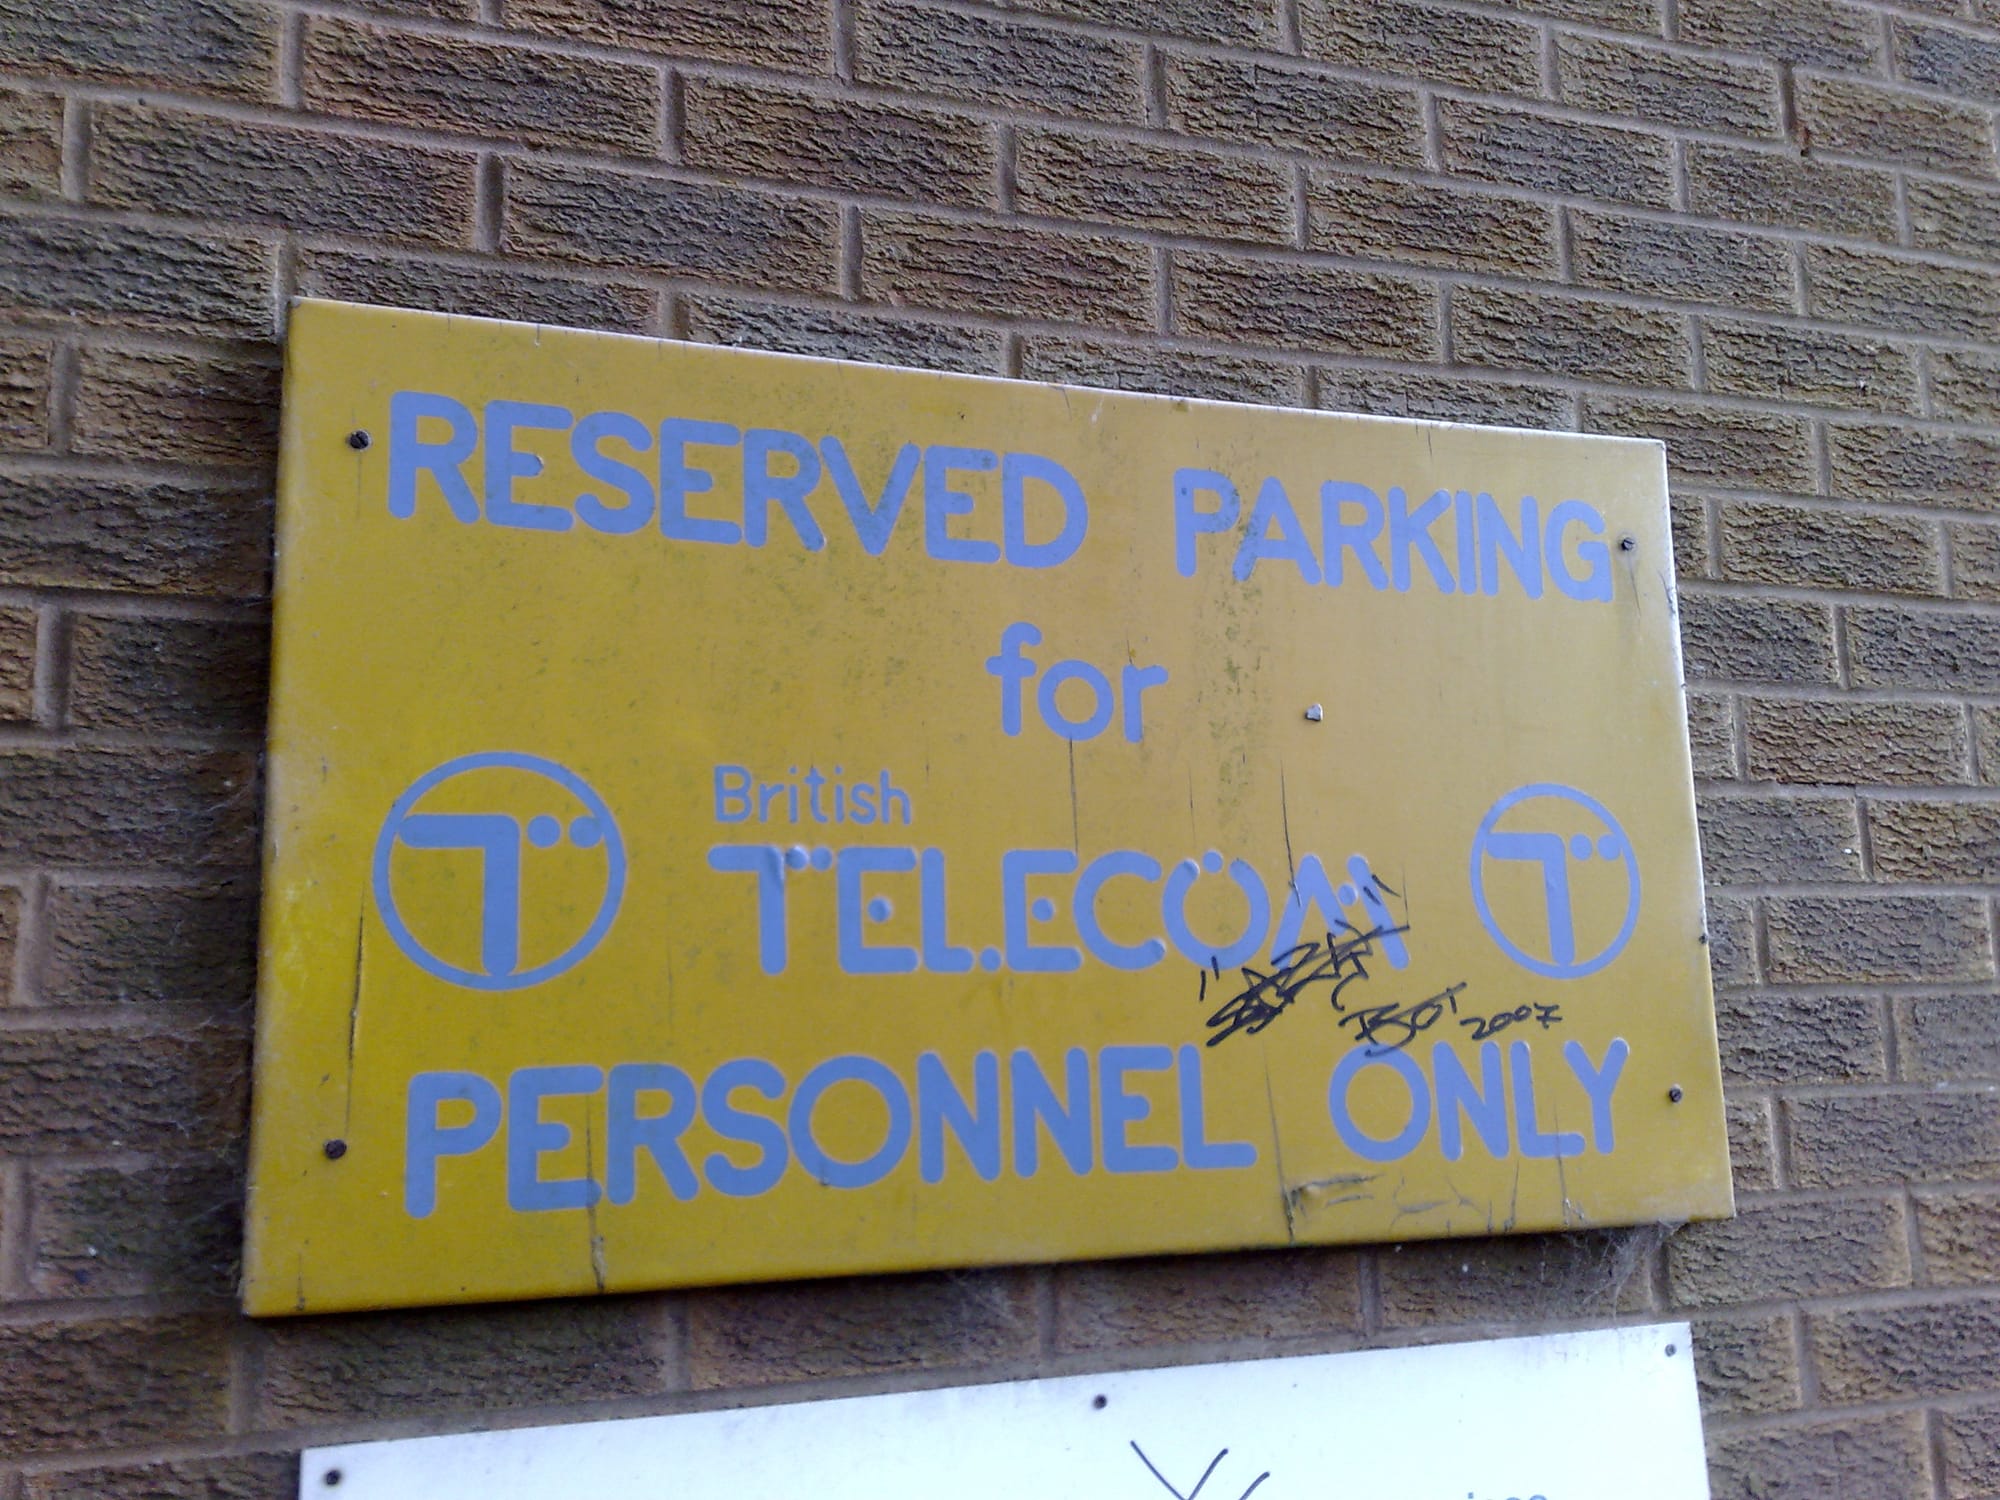 RESERVED PARKING
for
British
TELECOM
PERSONNEL ONLY
2007